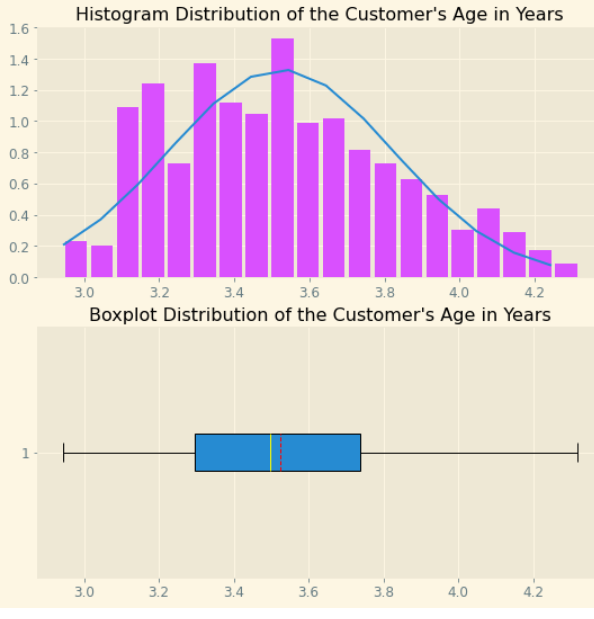 Histogram Distribution of the Customer's Age in Years
1.6
1.4
1.2
1.0
0.8
0.6
0.4
0.2
0.0
3.0 3.2 3.4 3.6 3.8 4.0 4.2
Boxplot Distribution of the Customer's Age in Years
1
3.0 3.2 3.4 3.6 3.8 4.0 4.2